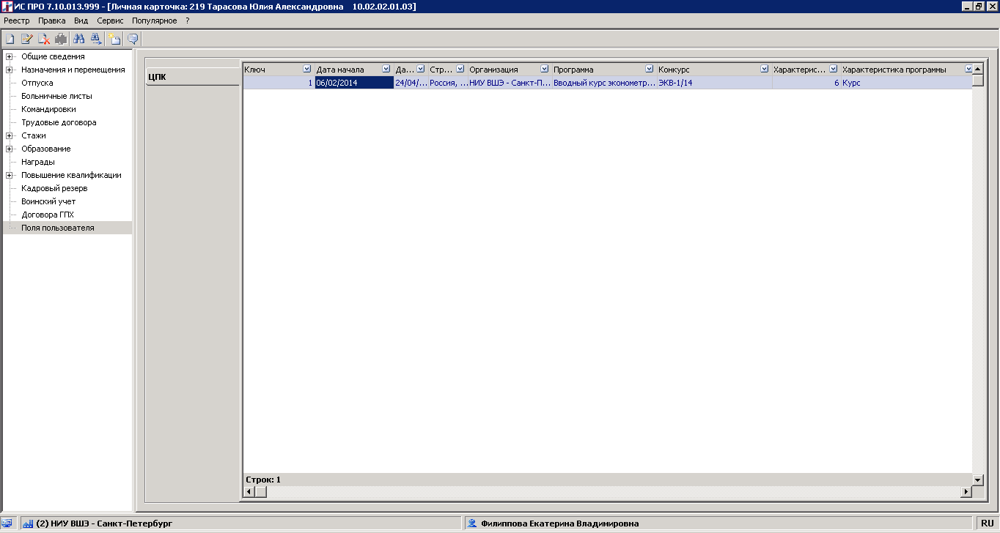 ИС ПРО 7.10.013.999 - [Личная карточка: 219 Тарасова Юлия Александровна 10.02.02.01.03]
Реестр Правка Вид Сервис Популярное ?
Общие сведения
Назначения и перемещения
Отпуска
Больничные листы
Командировки
Трудовые договора
Стажи
Образование
Награды
Повышение квалификации
Кадровый резерв
Воинский учет
Договора ГПХ
Поля пользователя
ЦПК
Ключ Дата начала Да... Стр... Организация Программа Конкурс Характерис... Характеристика программы
1 06/02/2014 24/04/... Россия, ... НИУ ВШЭ - Санкт-П... Вводный курс эконометр... ЭКВ-1/14 6 Курс
Строк: 1
(2) НИУ ВШЭ - Санкт-Петербург Филиппова Екатерина Владимировна RU